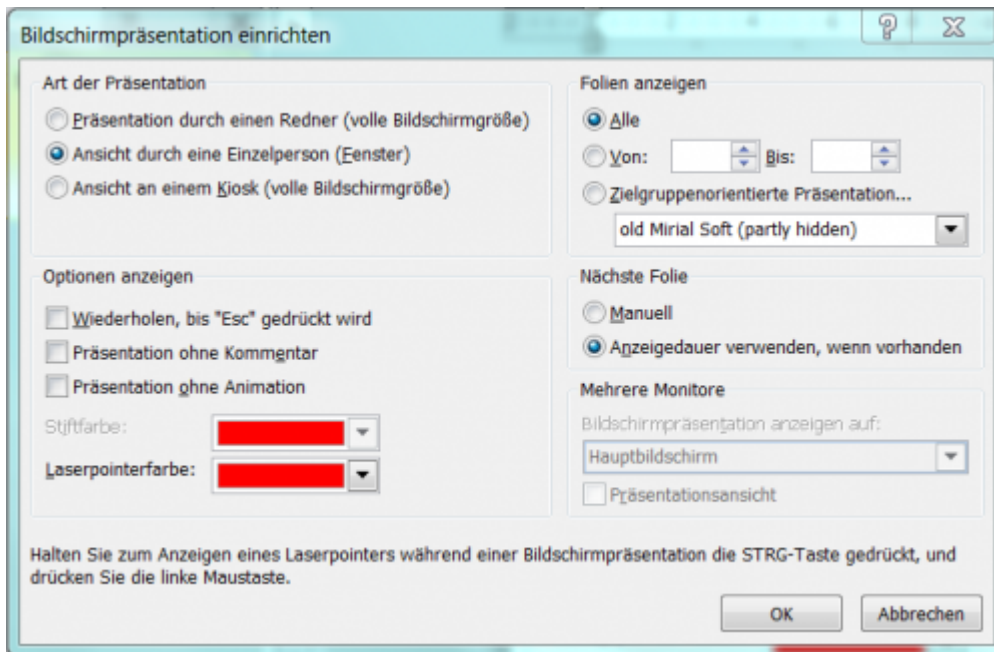 Bildschirmpräsentation einrichten
Art der Präsentation
Präsentation durch einen Redner (volle Bildschirmgröße)
Ansicht durch eine Einzelperson (Fenster)
Ansicht an einem Kiosk (volle Bildschirmgröße)
Folien anzeigen
Alle
Von: Bis:
Zielgruppenorientierte Präsentation...
old Mirial Soft (partly hidden)
Optionen anzeigen
Wiederholen, bis "Esc" gedrückt wird
Präsentation ohne Kommentar
Präsentation ohne Animation
Stiftfarbe:
Laserpointerfarbe:
Nächste Folie
Manuell
Anzeigedauer verwenden, wenn vorhanden
Mehrere Monitore
Bildschirmpräsentation anzeigen auf:
Hauptbildschirm
Präsentationsansicht
Halten Sie zum Anzeigen eines Laserpointers während einer Bildschirmpräsentation die STRG-Taste gedrückt, und
drücken Sie die linke Maustaste.
OK Abbrechen